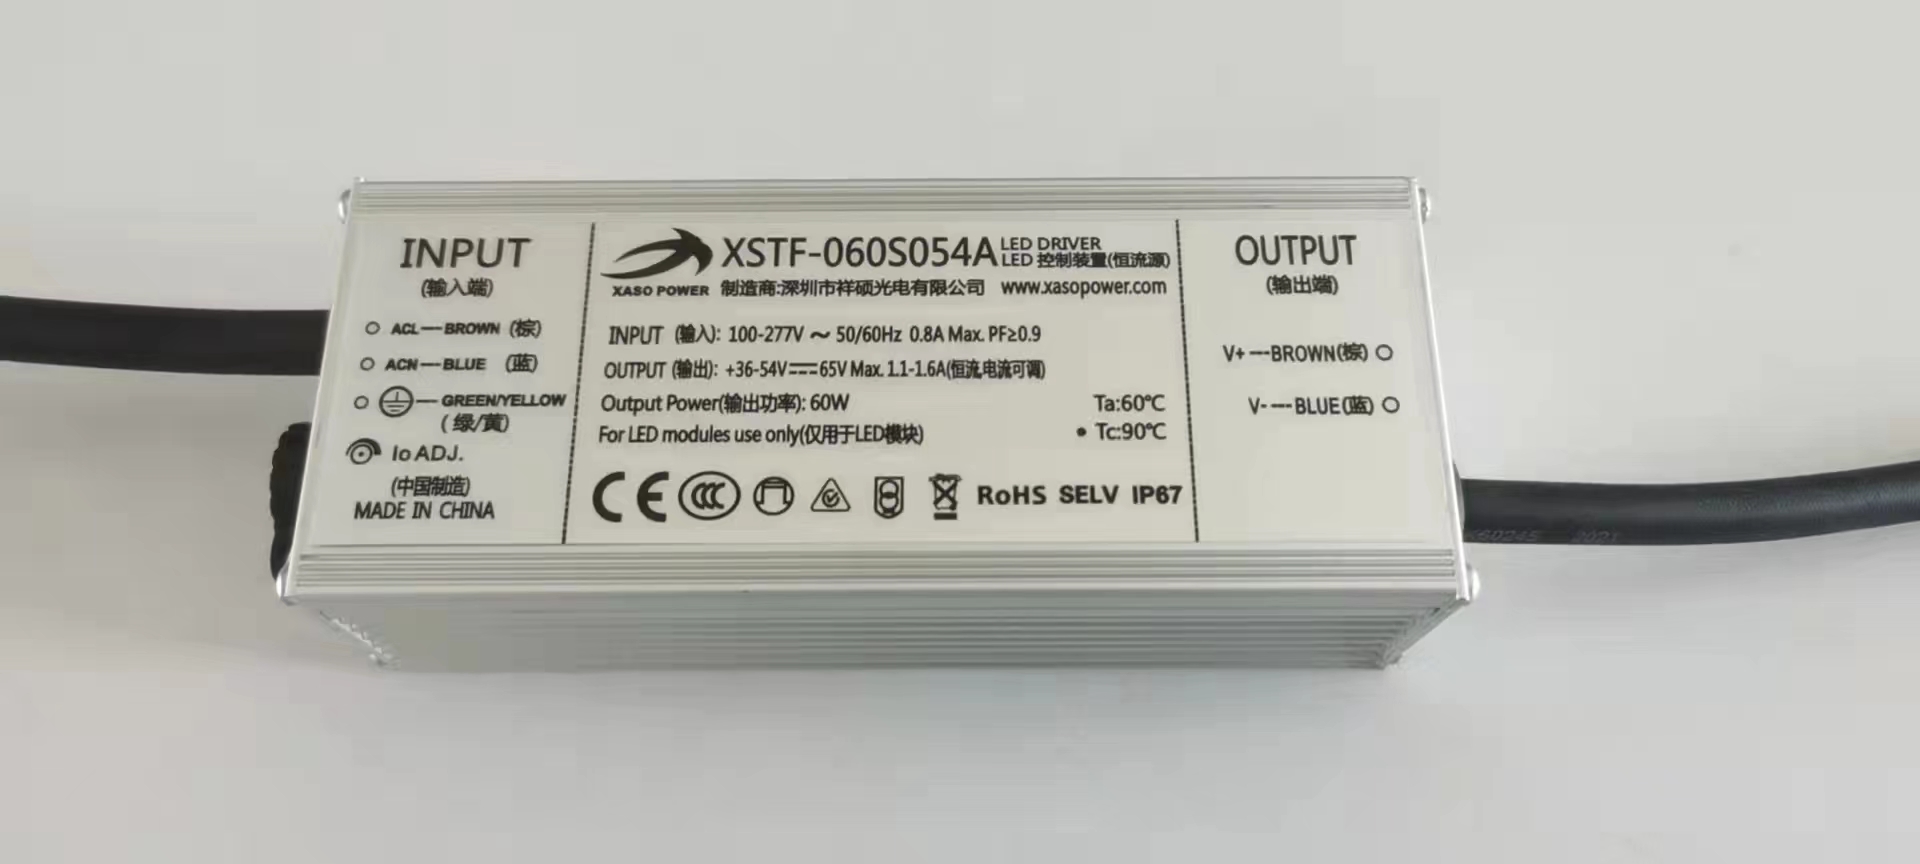 INPUT
(输入端)
ACL—BROWN (棕)
ACN—BLUE (蓝)
—GREEN/YELLOW
(绿/黄)
Io ADJ.
(中国制造)
MADE IN CHINA
XASO POWER
XSTF-060S054A
LED DRIVER
LED 控制装置(恒流源)
制造商:深圳市祥硕光电有限公司 www.xasopower.com
INPUT (输入): 100-277V ～ 50/60Hz 0.8A Max. PF≥0.9
OUTPUT (输出): +36-54V⎓65V Max. 1.1-1.6A(恒流,电流可调)
Output Power(输出功率): 60W Ta:60℃
For LED modules use only(仅用于LED模块) • Tc:90℃
CE CCC RoHS SELV IP67
OUTPUT
(输出端)
V+ ---BROWN(棕)
V- ---BLUE(蓝)
K60245 2021